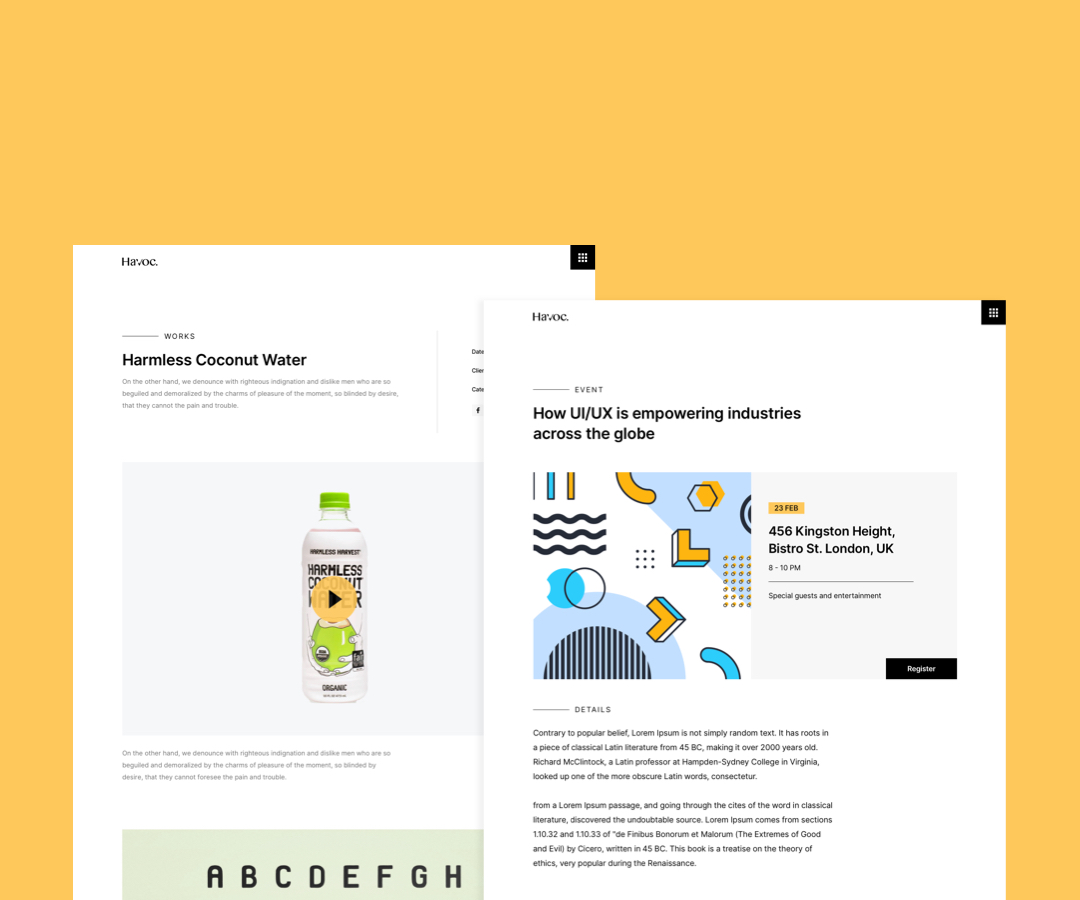 Havoc.
WORKS
Harmless Coconut Water
On the other hand, we denounce with righteous indignation and dislike men who are so
beguiled and demoralized by the charms of pleasure of the moment, so blinded by desire,
that they cannot the pain and trouble.
Date
Clien
Cate
HARMLESS HARVEST
HARMLESS
COCONUT
WATER
ORGANIC
On the other hand, we denounce with righteous indignation and dislike men who are so
beguiled and demoralized by the charms of pleasure of the moment, so blinded by
desire, that they cannot foresee the pain and trouble.
A B C D E F G H
Havoc.
EVENT
How UI/UX is empowering industries
across the globe
23 FEB
456 Kingston Height,
Bistro St. London, UK
8 - 10 PM
Special guests and entertainment
Register
DETAILS
Contrary to popular belief, Lorem Ipsum is not simply random text. It has roots in
a piece of classical Latin literature from 45 BC, making it over 2000 years old.
Richard McClintock, a Latin professor at Hampden-Sydney College in Virginia,
looked up one of the more obscure Latin words, consectetur.
from a Lorem Ipsum passage, and going through the cites of the word in classical
literature, discovered the undoubtable source. Lorem Ipsum comes from sections
1.10.32 and 1.10.33 of "de Finibus Bonorum et Malorum (The Extremes of Good
and Evil) by Cicero, written in 45 BC. This book is a treatise on the theory of
ethics, very popular during the Renaissance.